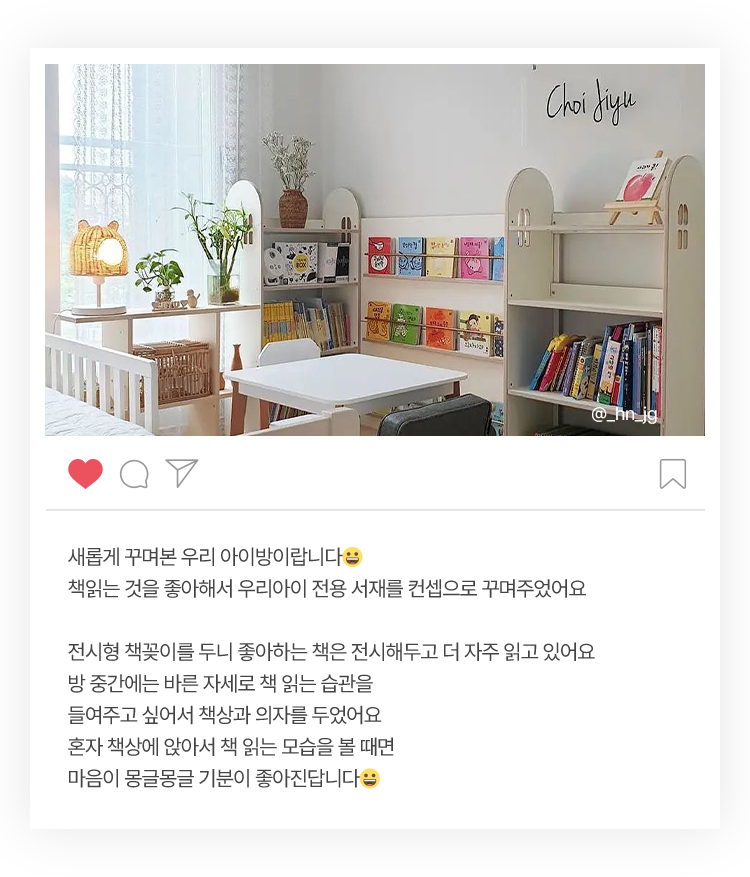 Choi Jiyu
BOX
@_hn_jg
새롭게 꾸며본 우리 아이방이랍니다😀
책읽는 것을 좋아해서 우리아이 전용 서재를 컨셉으로 꾸며주었어요
전시형 책꽂이를 두니 좋아하는 책은 전시해두고 더 자주 읽고 있어요
방 중간에는 바른 자세로 책 읽는 습관을
들여주고 싶어서 책상과 의자를 두었어요
혼자 책상에 앉아서 책 읽는 모습을 볼 때면
마음이 몽글몽글 기분이 좋아진답니다😀